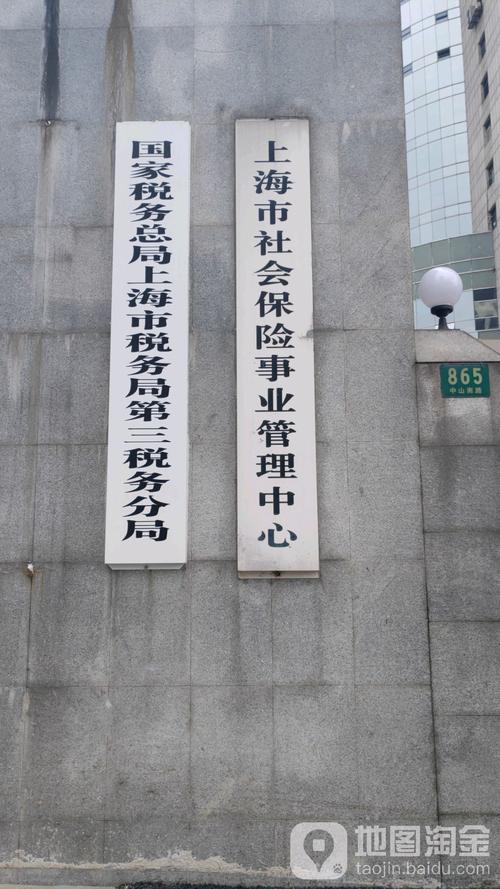 国家税务总局上海市税务局第三税务分局
上海市社会保险事业管理中心
865
中山南路
地图淘金
taojin.baidu.com